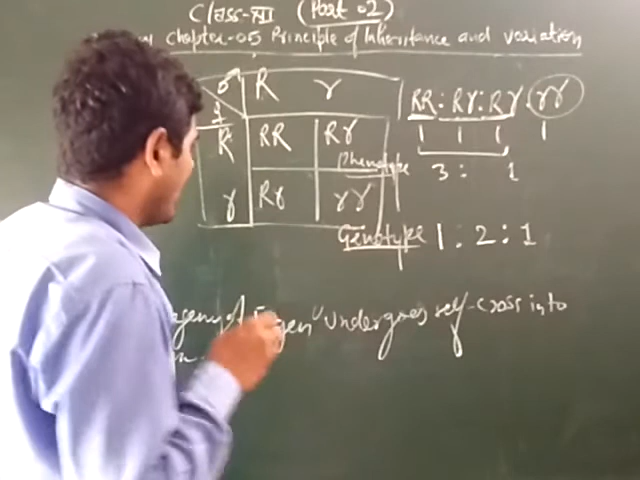 Class-XII (Part 02)
Chapter-05 Principle of Inheritance and variation
♂ R r
♀
R RR Rr
r Rr rr
RR : Rr : Rr rr
1 1 1 1
Phenotype 3 : 1
Genotype 1 : 2 : 1
undergoes self-cross into